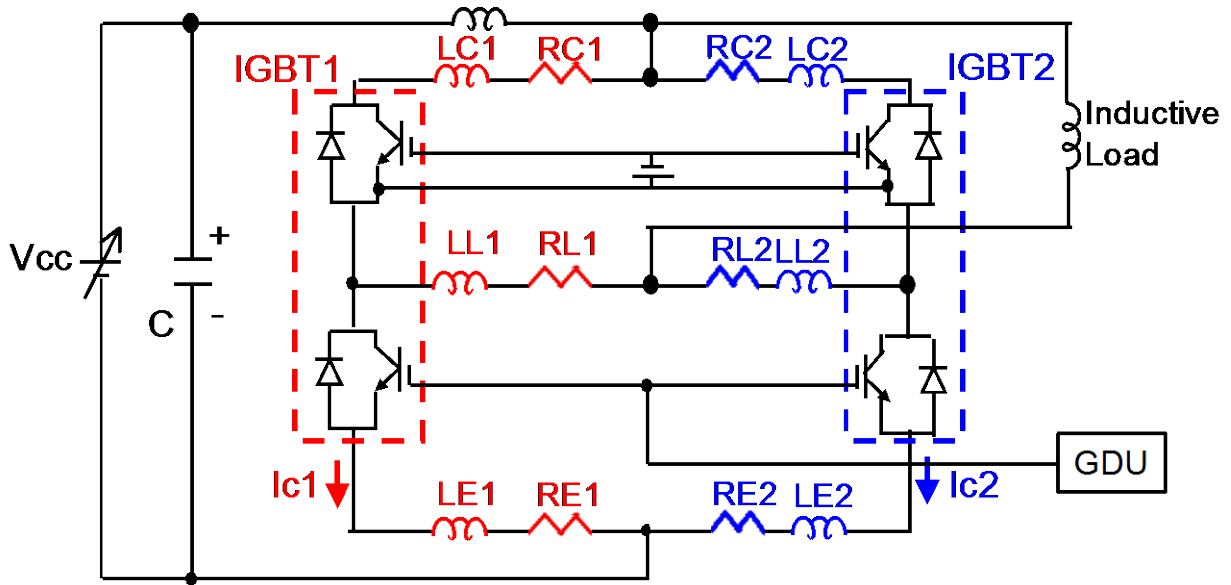 LC1
RC1
RC2
LC2
IGBT1
IGBT2
Inductive
Load
Vcc
+
C
-
LL1
RL1
RL2
LL2
GDU
Ic1
LE1
RE1
RE2
LE2
Ic2